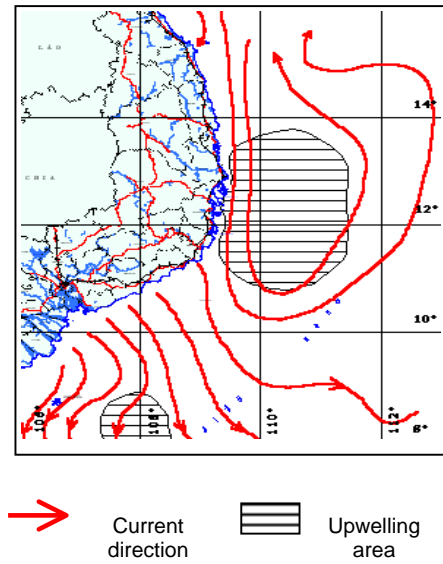 LÀO
CHIA
14°
12°
10°
106°
108°
110°
112°
8°
Current
direction
Upwelling
area